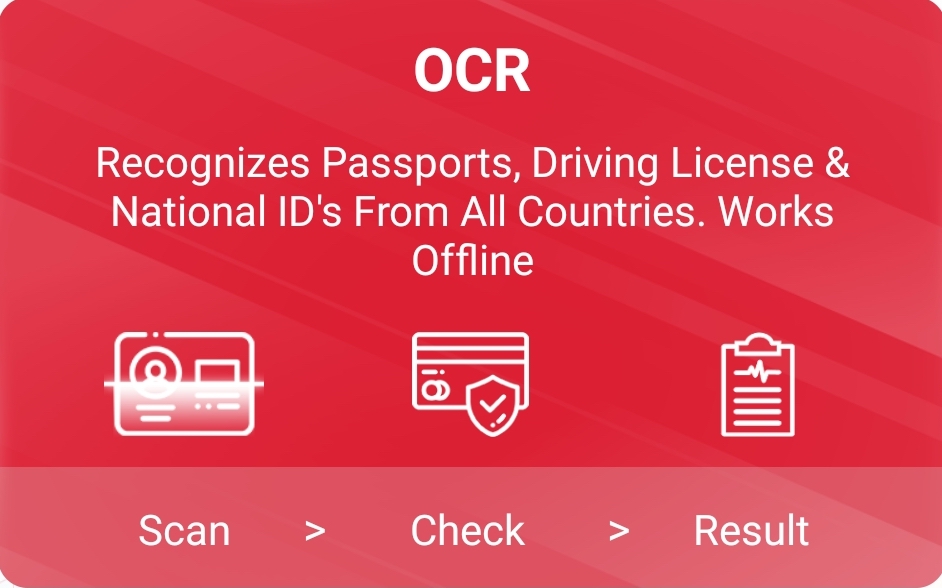 OCR
Recognizes Passports, Driving License &
National ID's From All Countries. Works
Offline
Scan > Check > Result